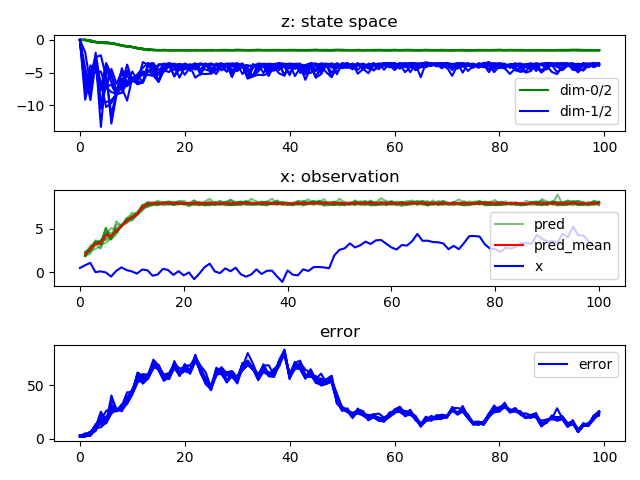 z: state space
0
−5
−10
dim-0/2
dim-1/2
0 20 40 60 80 100
x: observation
5
0
pred
pred_mean
x
0 20 40 60 80 100
error
50
0
error
0 20 40 60 80 100